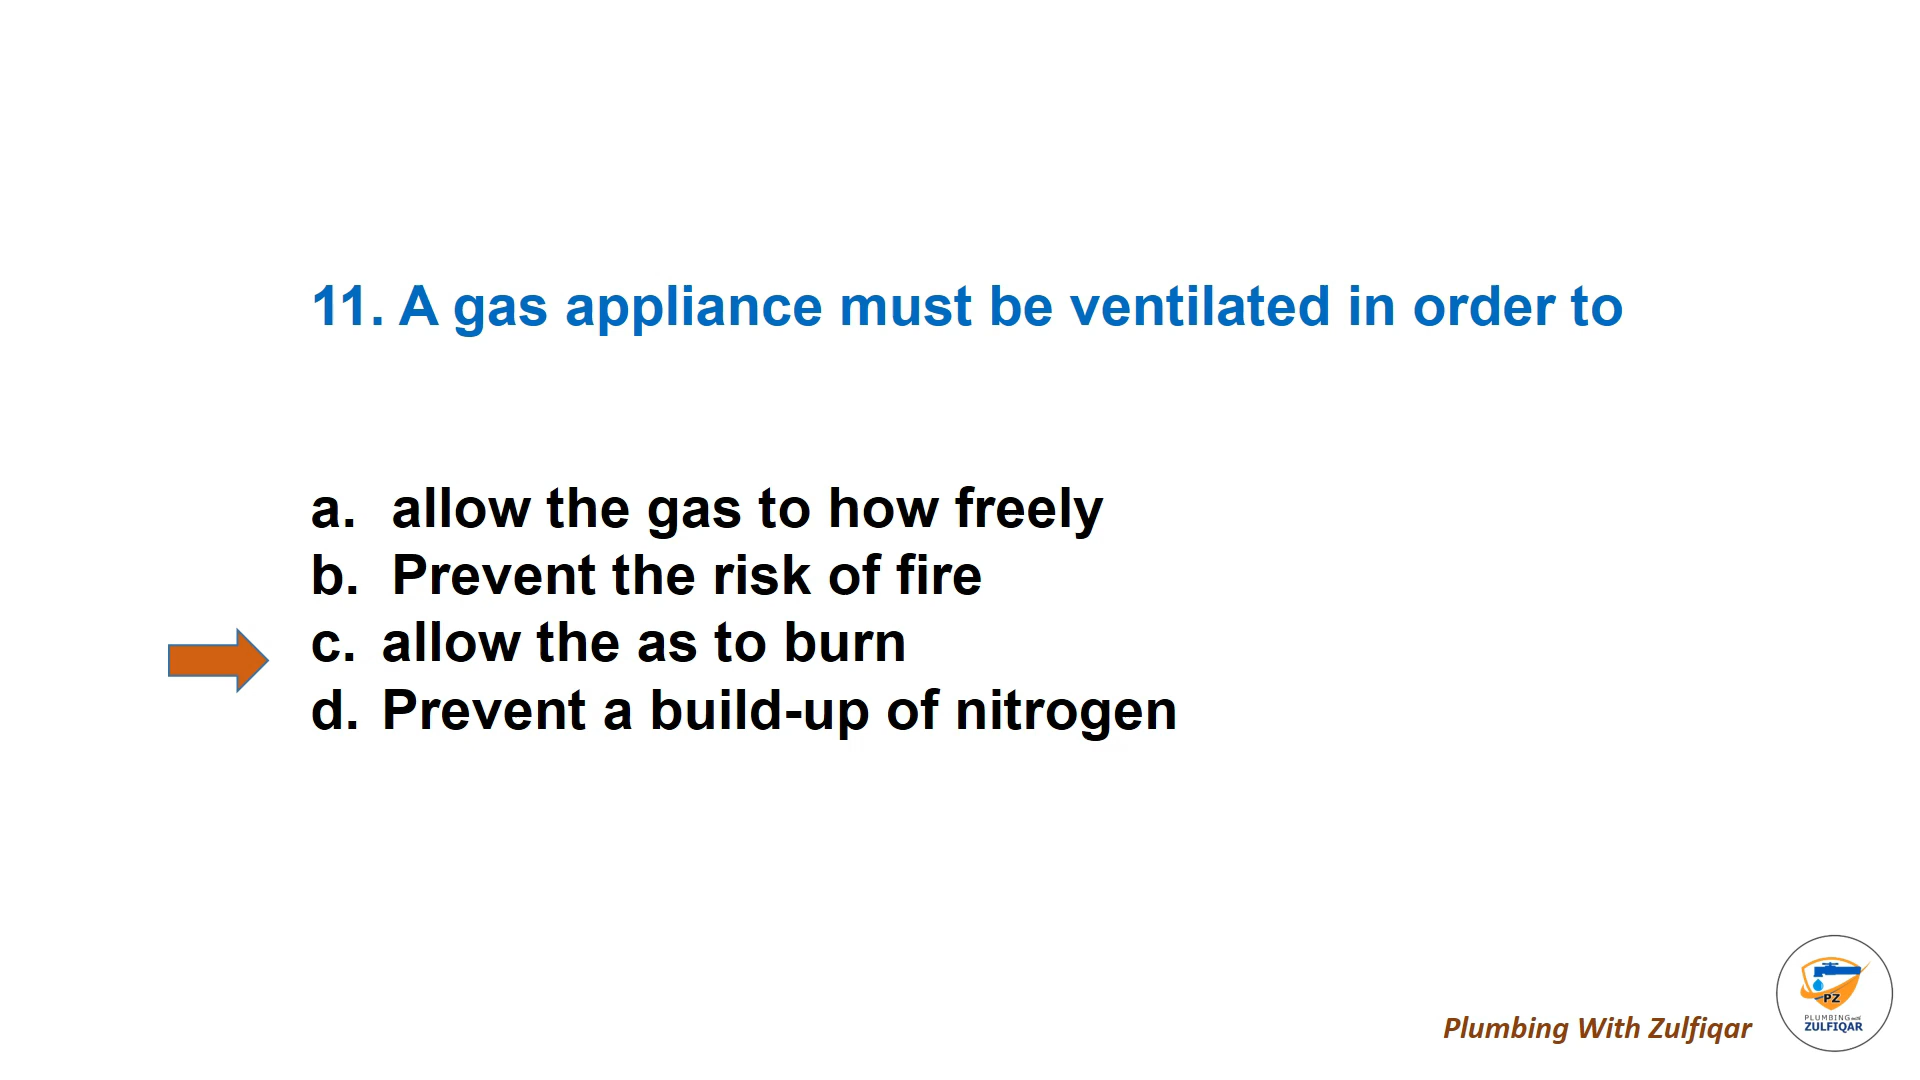 11. A gas appliance must be ventilated in order to
a. allow the gas to how freely
b. Prevent the risk of fire
c. allow the as to burn
d. Prevent a build-up of nitrogen
Plumbing With Zulfiqar
PZ
PLUMBING with
ZULFIQAR